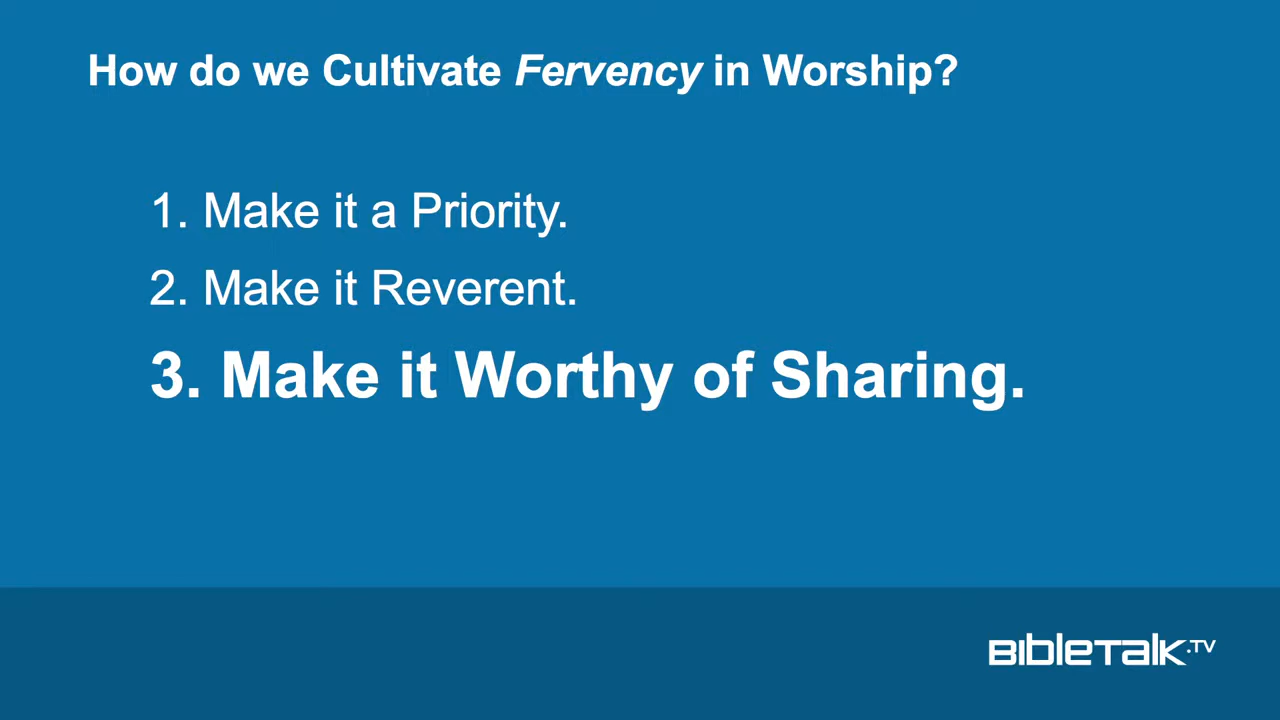 How do we Cultivate Fervency in Worship?
1. Make it a Priority.
2. Make it Reverent.
3. Make it Worthy of Sharing.
BIBLETALK.TV